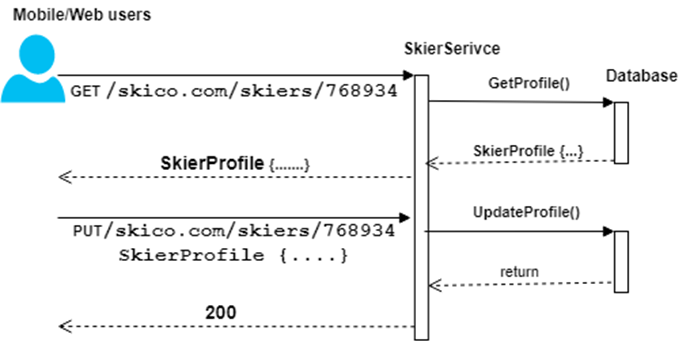 Mobile/Web users
SkierSerivce
Database
GET /skico.com/skiers/768934
GetProfile()
SkierProfile {...}
SkierProfile {.......}
PUT/skico.com/skiers/768934
SkierProfile {....}
UpdateProfile()
return
200